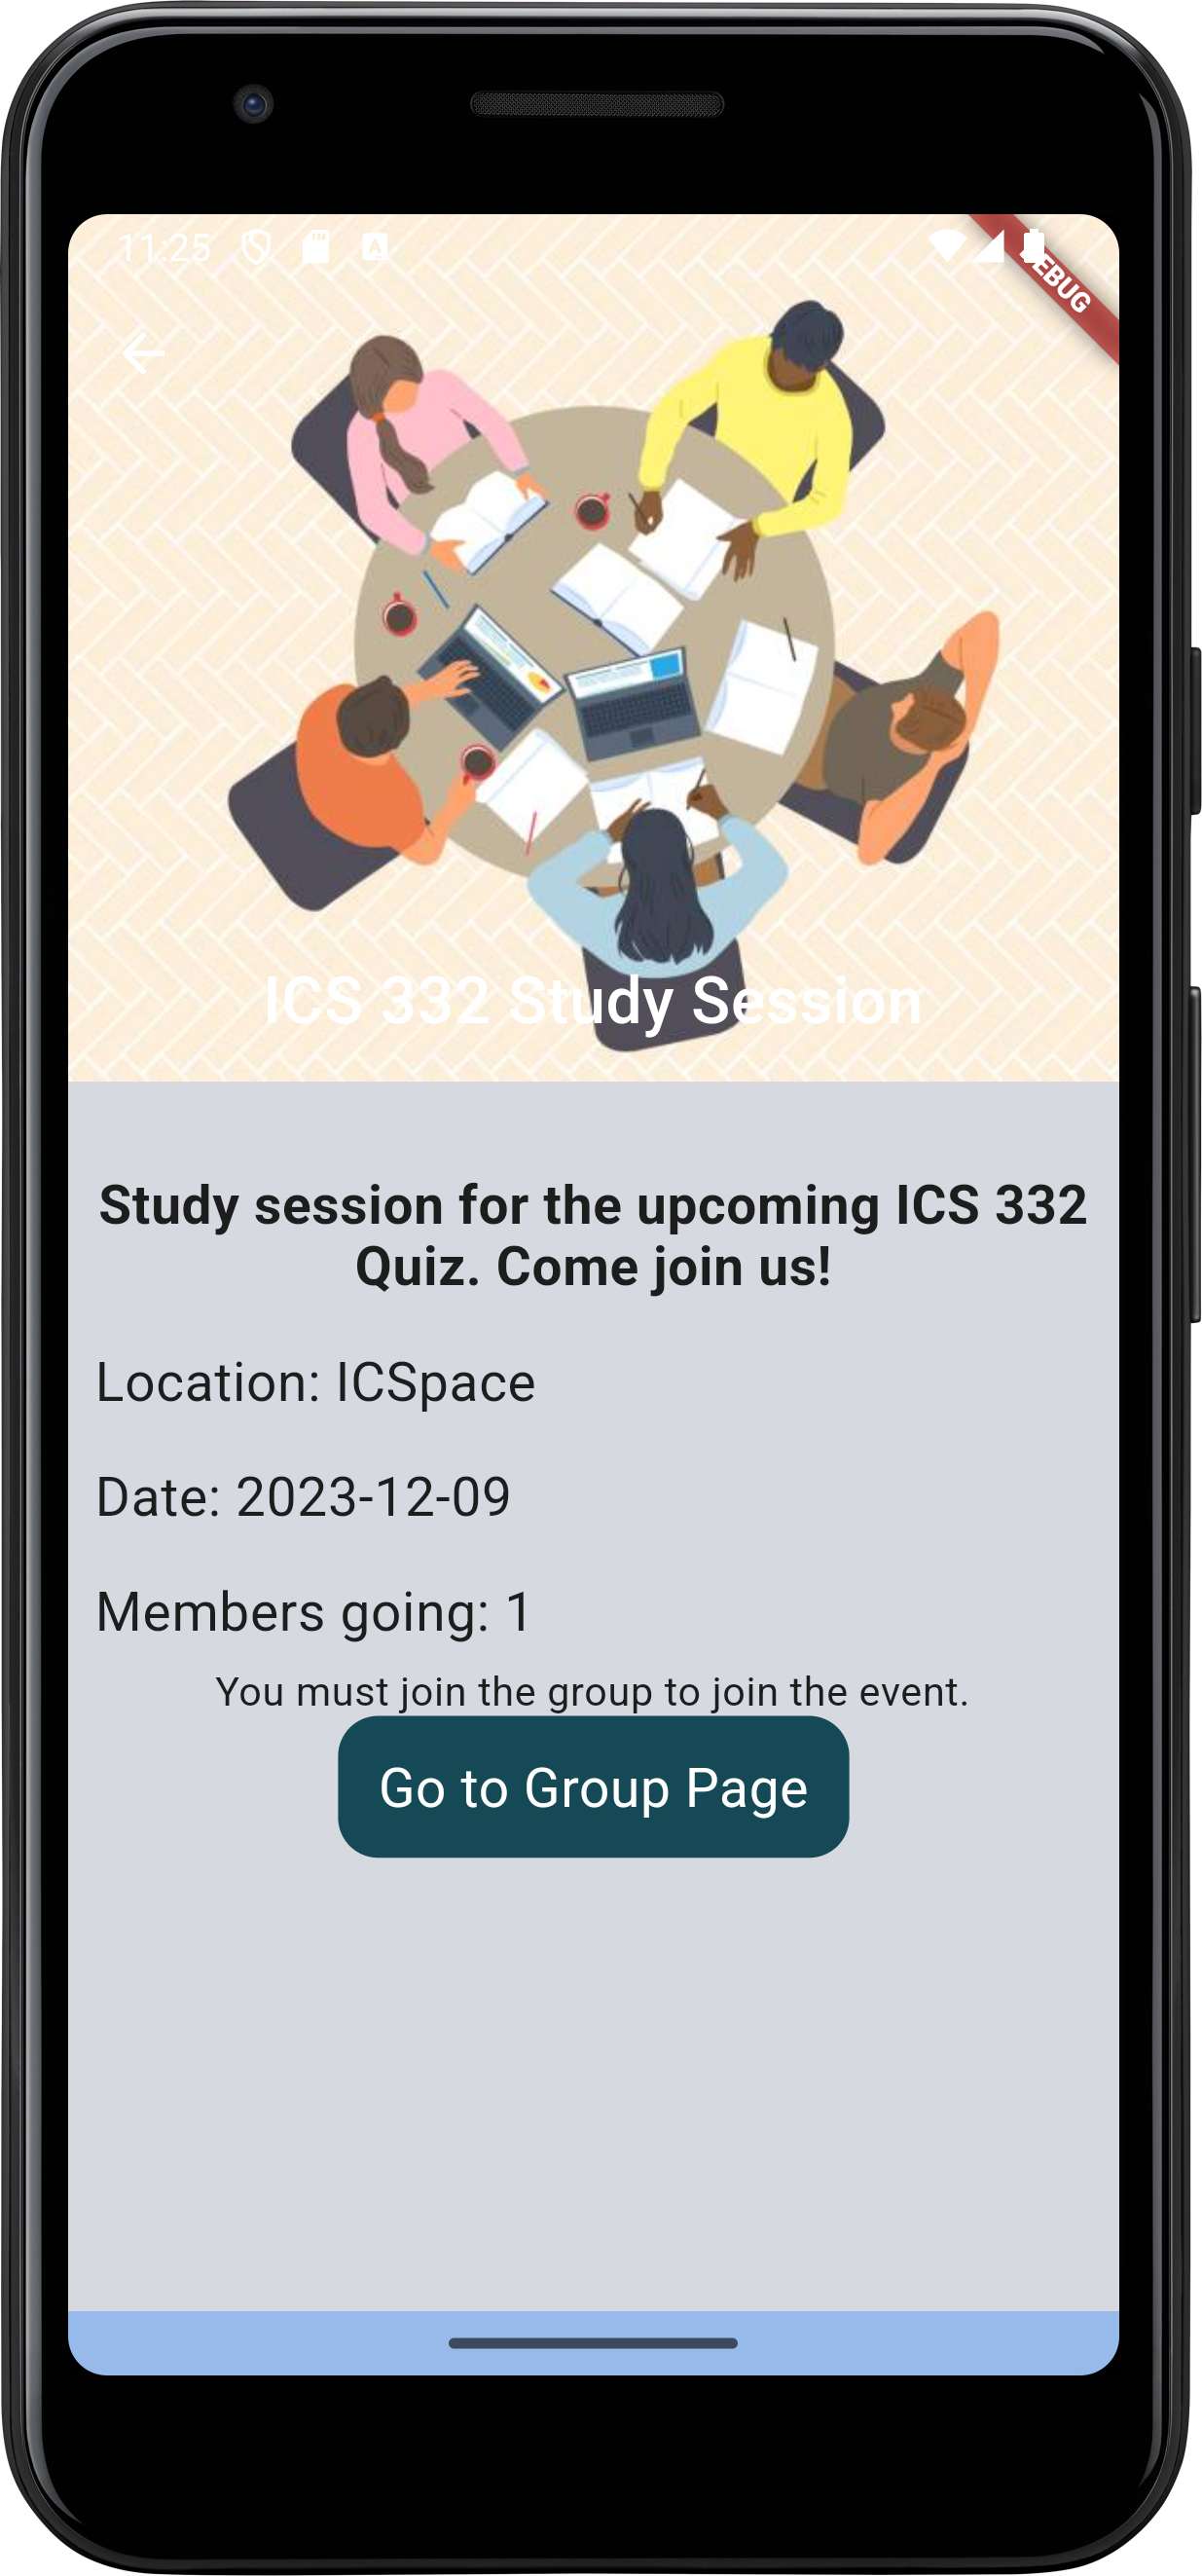 11:25
A
DEBUG
ICS 332 Study Session
Study session for the upcoming ICS 332
Quiz. Come join us!
Location: ICSpace
Date: 2023-12-09
Members going: 1
You must join the group to join the event.
Go to Group Page